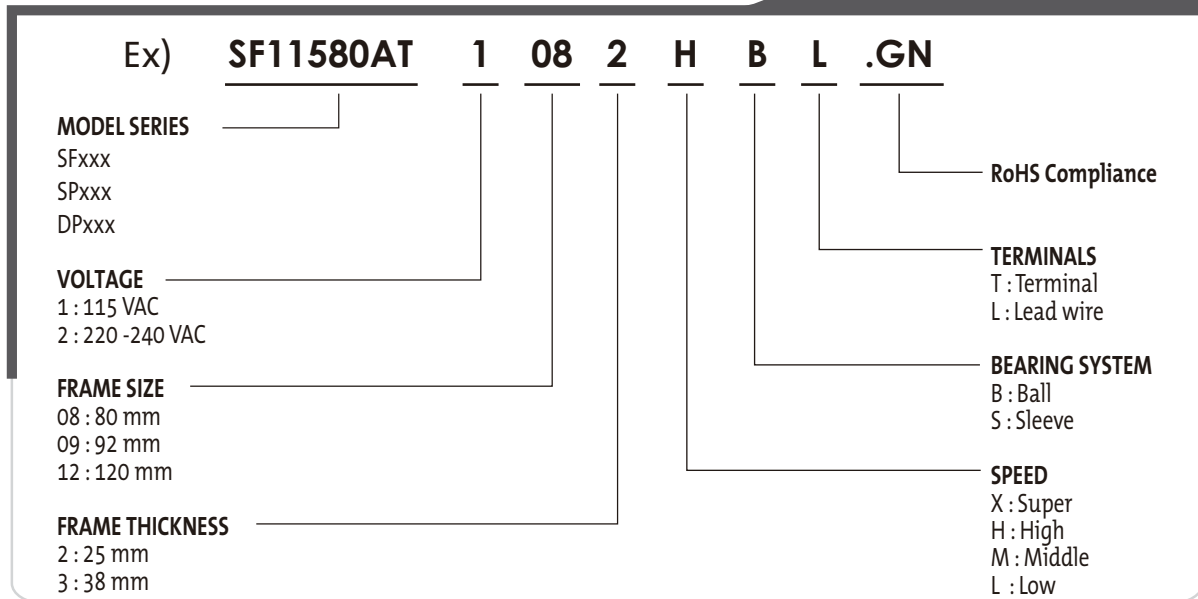 Ex) SF11580AT 1 08 2 H B L .GN
MODEL SERIES
SFxxx
SPxxx
DPxxx
VOLTAGE
1 : 115 VAC
2 : 220 -240 VAC
FRAME SIZE
08 : 80 mm
09 : 92 mm
12 : 120 mm
FRAME THICKNESS
2 : 25 mm
3 : 38 mm
RoHS Compliance
TERMINALS
T : Terminal
L : Lead wire
BEARING SYSTEM
B : Ball
S : Sleeve
SPEED
X : Super
H : High
M : Middle
L : Low